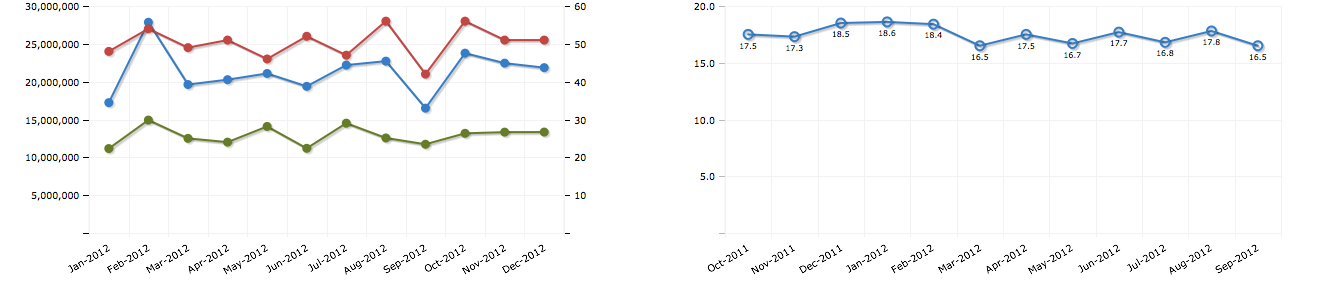 30,000,000
25,000,000
20,000,000
15,000,000
10,000,000
5,000,000
60
50
40
30
20
10
Jan-2012
Feb-2012
Mar-2012
Apr-2012
May-2012
Jun-2012
Jul-2012
Aug-2012
Sep-2012
Oct-2012
Nov-2012
Dec-2012
20.0
15.0
10.0
5.0
17.5
17.3
18.5
18.6
18.4
16.5
17.5
16.7
17.7
16.8
17.8
16.5
Oct-2011
Nov-2011
Dec-2011
Jan-2012
Feb-2012
Mar-2012
Apr-2012
May-2012
Jun-2012
Jul-2012
Aug-2012
Sep-2012